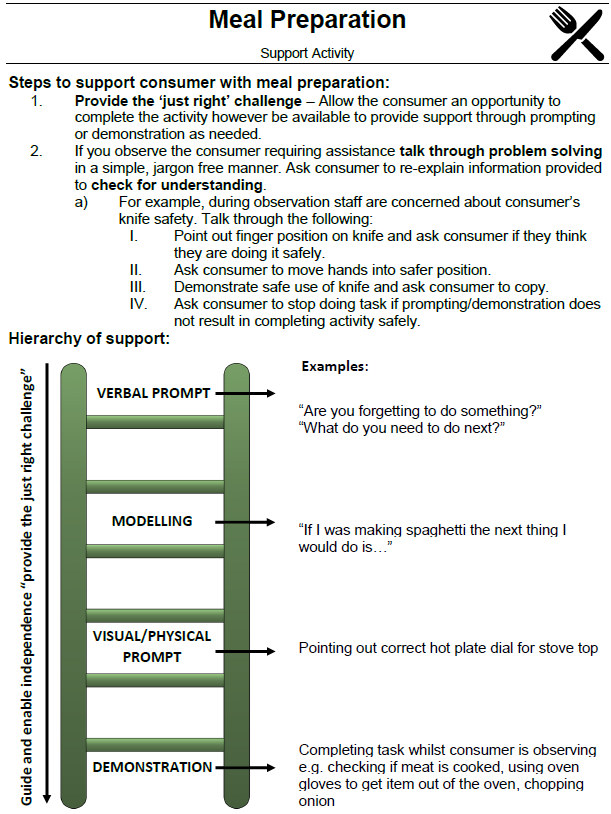 Meal Preparation
Support Activity
Steps to support consumer with meal preparation:
1. Provide the ‘just right’ challenge – Allow the consumer an opportunity to
complete the activity however be available to provide support through prompting
or demonstration as needed.
2. If you observe the consumer requiring assistance talk through problem solving
in a simple, jargon free manner. Ask consumer to re-explain information provided
to check for understanding.
a) For example, during observation staff are concerned about consumer’s
knife safety. Talk through the following:
I. Point out finger position on knife and ask consumer if they think
they are doing it safely.
II. Ask consumer to move hands into safer position.
III. Demonstrate safe use of knife and ask consumer to copy.
IV. Ask consumer to stop doing task if prompting/demonstration does
not result in completing activity safely.
Hierarchy of support:
Guide and enable independence “provide the just right challenge”
Examples:
VERBAL PROMPT
“Are you forgetting to do something?”
“What do you need to do next?”
MODELLING
“If I was making spaghetti the next thing I
would do is…”
VISUAL/PHYSICAL
PROMPT
Pointing out correct hot plate dial for stove top
DEMONSTRATION
Completing task whilst consumer is observing
e.g. checking if meat is cooked, using oven
gloves to get item out of the oven, chopping
onion